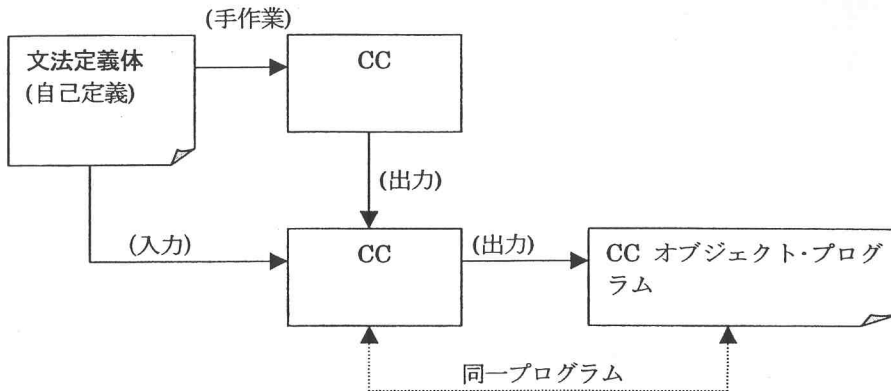 (手作業)
文法定義体
(自己定義)
CC
(出力)
(入力)
CC
(出力)
CC オブジェクト・プログ
ラム
同一プログラム